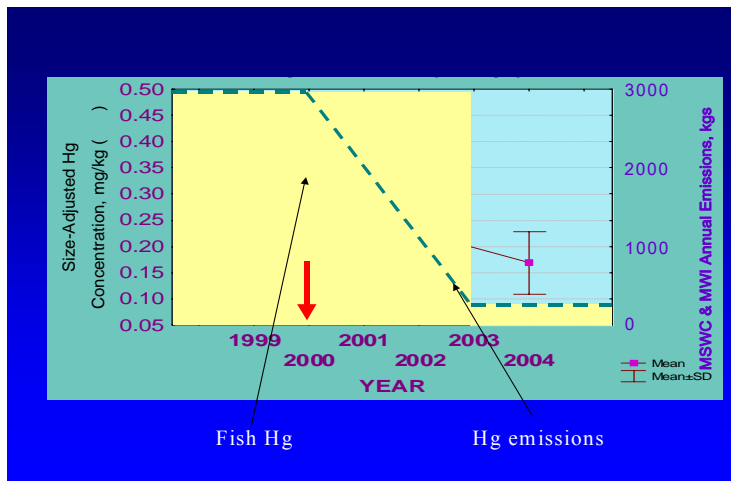 Size-Adjusted Hg
Concentration, mg/kg ( )
0.50
0.45
0.40
0.35
0.30
0.25
0.20
0.15
0.10
0.05
3000
2000
1000
0
MSWC & MWI Annual Emissions, kgs
1999
2000
2001
2002
2003
2004
YEAR
Mean
Mean±SD
Fish Hg
Hg emissions